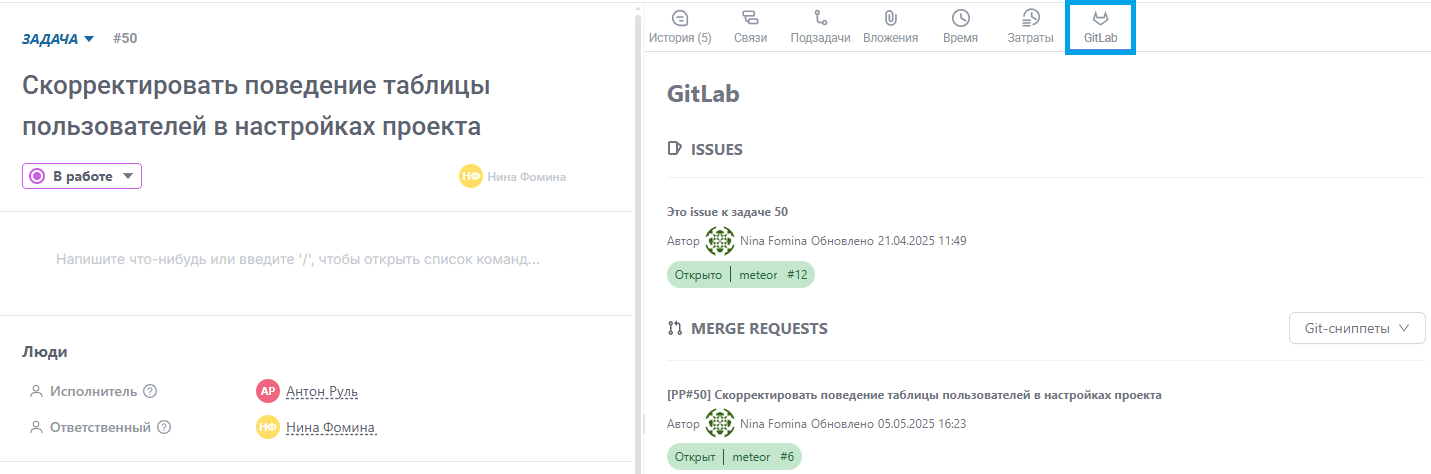 ЗАДАЧА #50
Скорректировать поведение таблицы
пользователей в настройках проекта
В работе
НФ Нина Фомина
Напишите что-нибудь или введите '/', чтобы открыть список команд...
Люди
Исполнитель ? АР Антон Руль
Ответственный ? НФ Нина Фомина
История (5) Связи Подзадачи Вложения Время Затраты GitLab
GitLab
ISSUES
Это issue к задаче 50
Автор Nina Fomina Обновлено 21.04.2025 11:49
Открыто meteor #12
MERGE REQUESTS Git-сниппеты
[PP#50] Скорректировать поведение таблицы пользователей в настройках проекта
Автор Nina Fomina Обновлено 05.05.2025 16:23
Открыт meteor #6